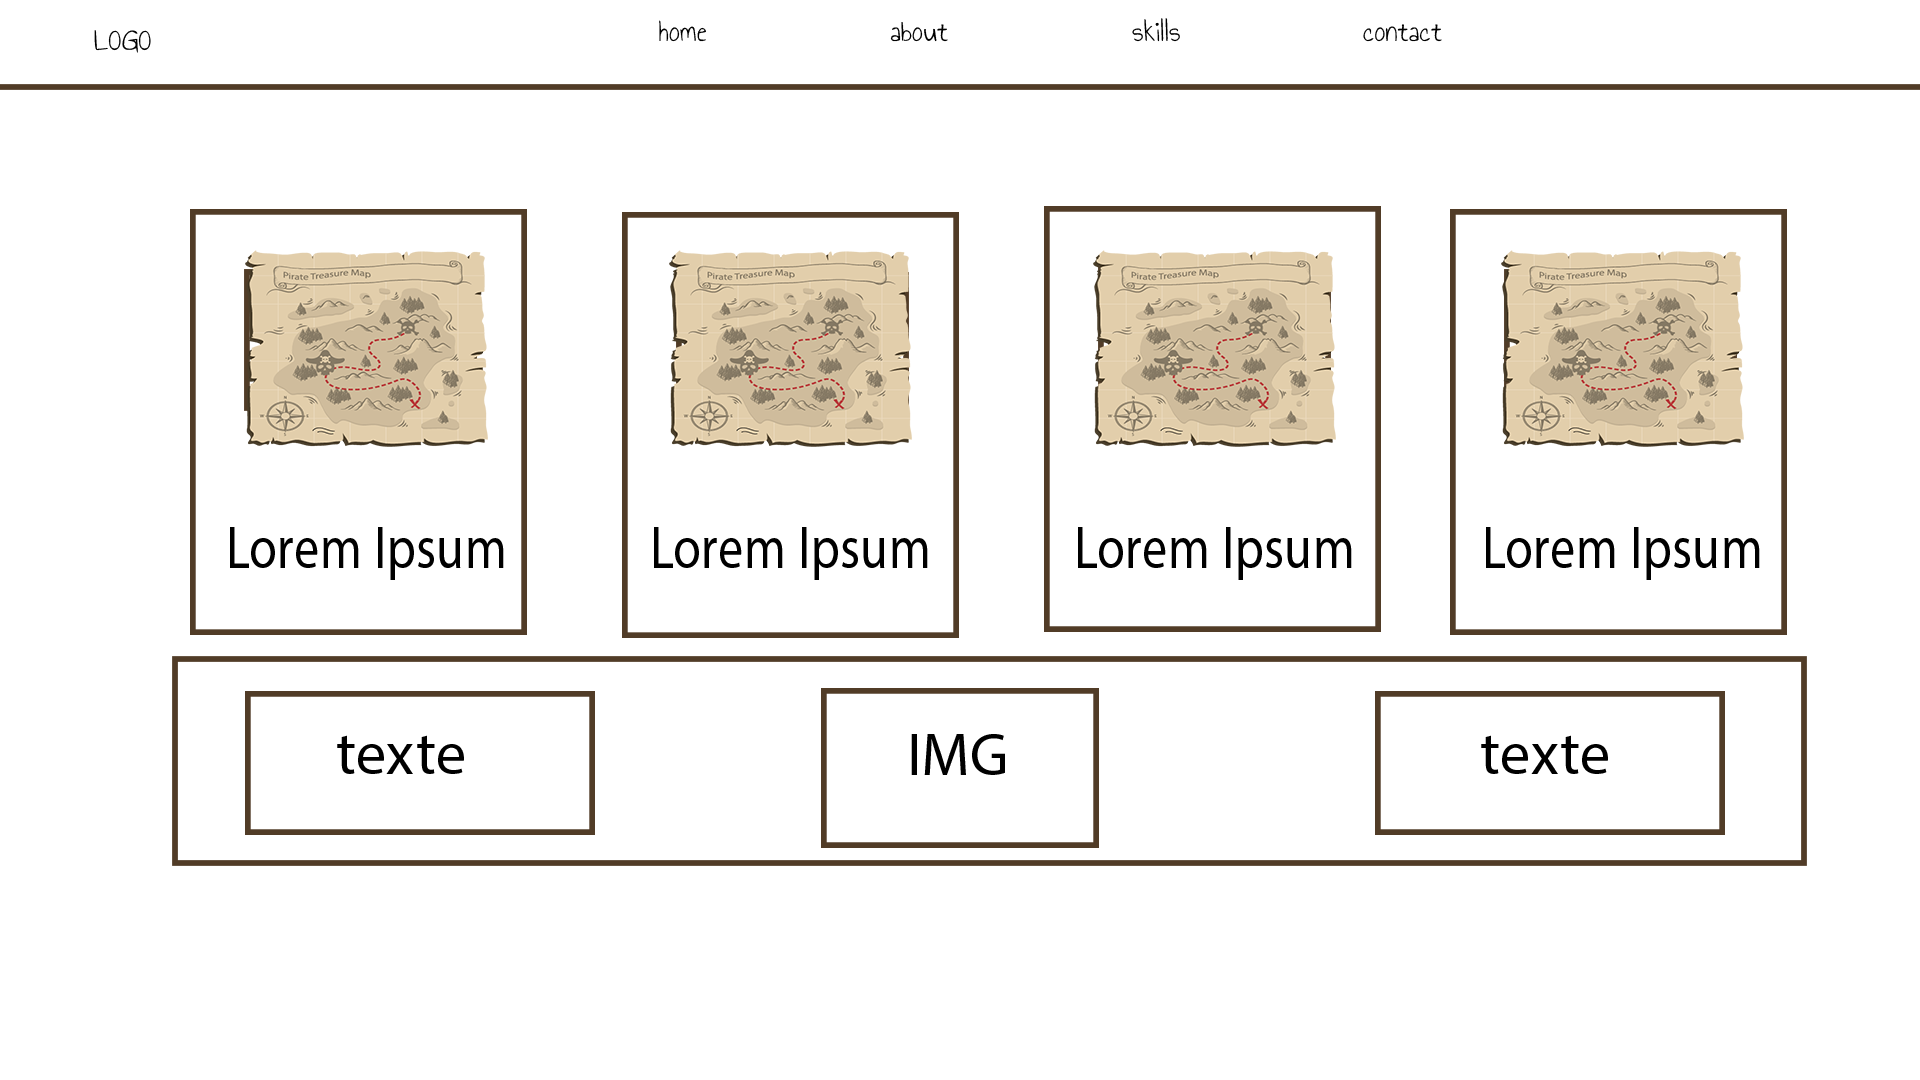 LOGO
home
about
skills
contact
Pirate Treasure Map
Pirate Treasure Map
Pirate Treasure Map
Pirate Treasure Map
N
N
N
N
Lorem Ipsum
Lorem Ipsum
Lorem Ipsum
Lorem Ipsum
texte
IMG
texte